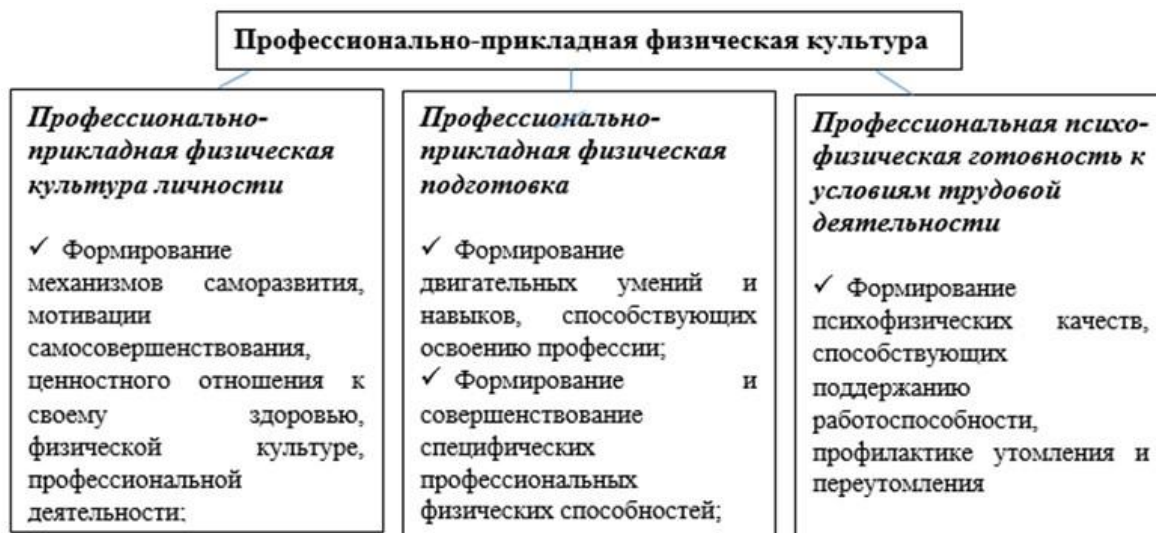 Профессионально-прикладная физическая культура
Профессионально-
прикладная физическая
культура личности
✓ Формирование
механизмов саморазвития,
мотивации
самосовершенствования,
ценностного отношения к
своему здоровью,
физической культуре,
профессиональной
деятельности;
Профессионально-
прикладная физическая
подготовка
✓ Формирование
двигательных умений и
навыков, способствующих
освоению профессии;
✓ Формирование и
совершенствование
специфических
профессиональных
физических способностей;
Профессиональная психо-
физическая готовность к
условиям трудовой
деятельности
✓ Формирование
психофизических качеств,
способствующих
поддержанию
работоспособности,
профилактике утомления и
переутомления